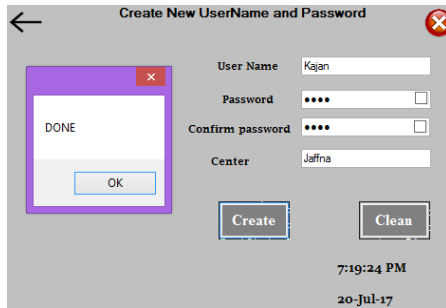 Create New UserName and Password
User Name Kajan
Password ••••
Confirm password ••••
Center Jaffna
DONE
OK
Create Clean
7:19:24 PM
20-Jul-17